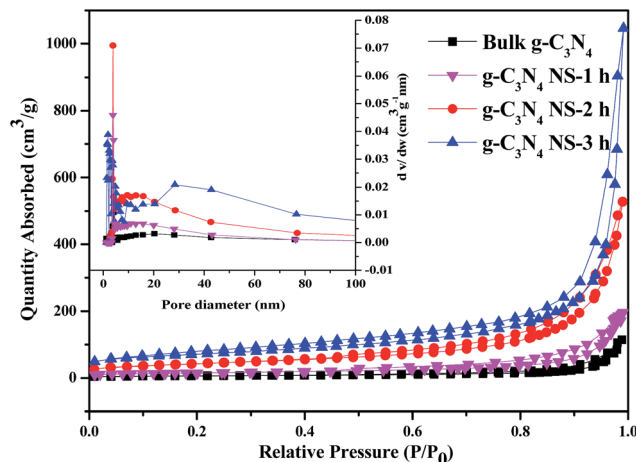 1000
800
600
400
200
0
0.0 0.2 0.4 0.6 0.8 1.0
Quantity Absorbed (cm³/g)
Relative Pressure (P/P₀)
Bulk g-C₃N₄
g-C₃N₄ NS-1 h
g-C₃N₄ NS-2 h
g-C₃N₄ NS-3 h
0.08
0.07
0.06
0.05
0.04
0.03
0.02
0.01
0.00
-0.01
0 20 40 60 80 100
Pore diameter (nm)
d v/ dw (cm³g⁻¹nm)